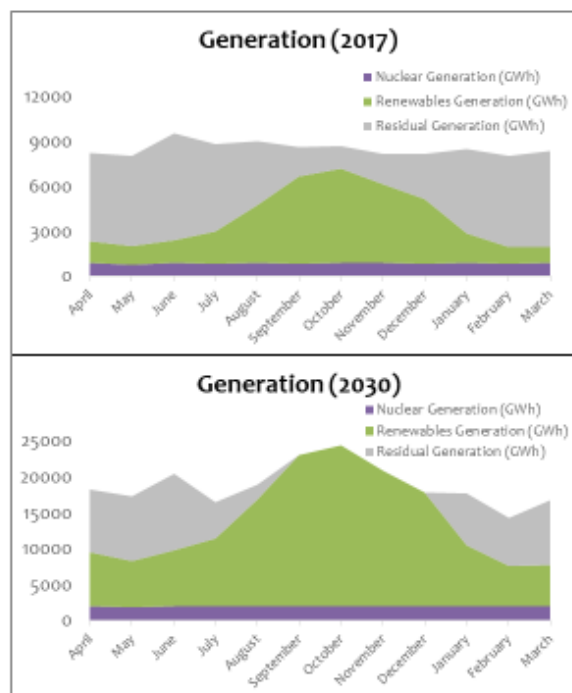 Generation (2017)
Nuclear Generation (GWh)
Renewables Generation (GWh)
Residual Generation (GWh)
12000
9000
6000
3000
0
April
May
June
July
August
September
October
November
December
January
February
March
Generation (2030)
Nuclear Generation (GWh)
Renewables Generation (GWh)
Residual Generation (GWh)
25000
20000
15000
10000
5000
0
April
May
June
July
August
September
October
November
December
January
February
March